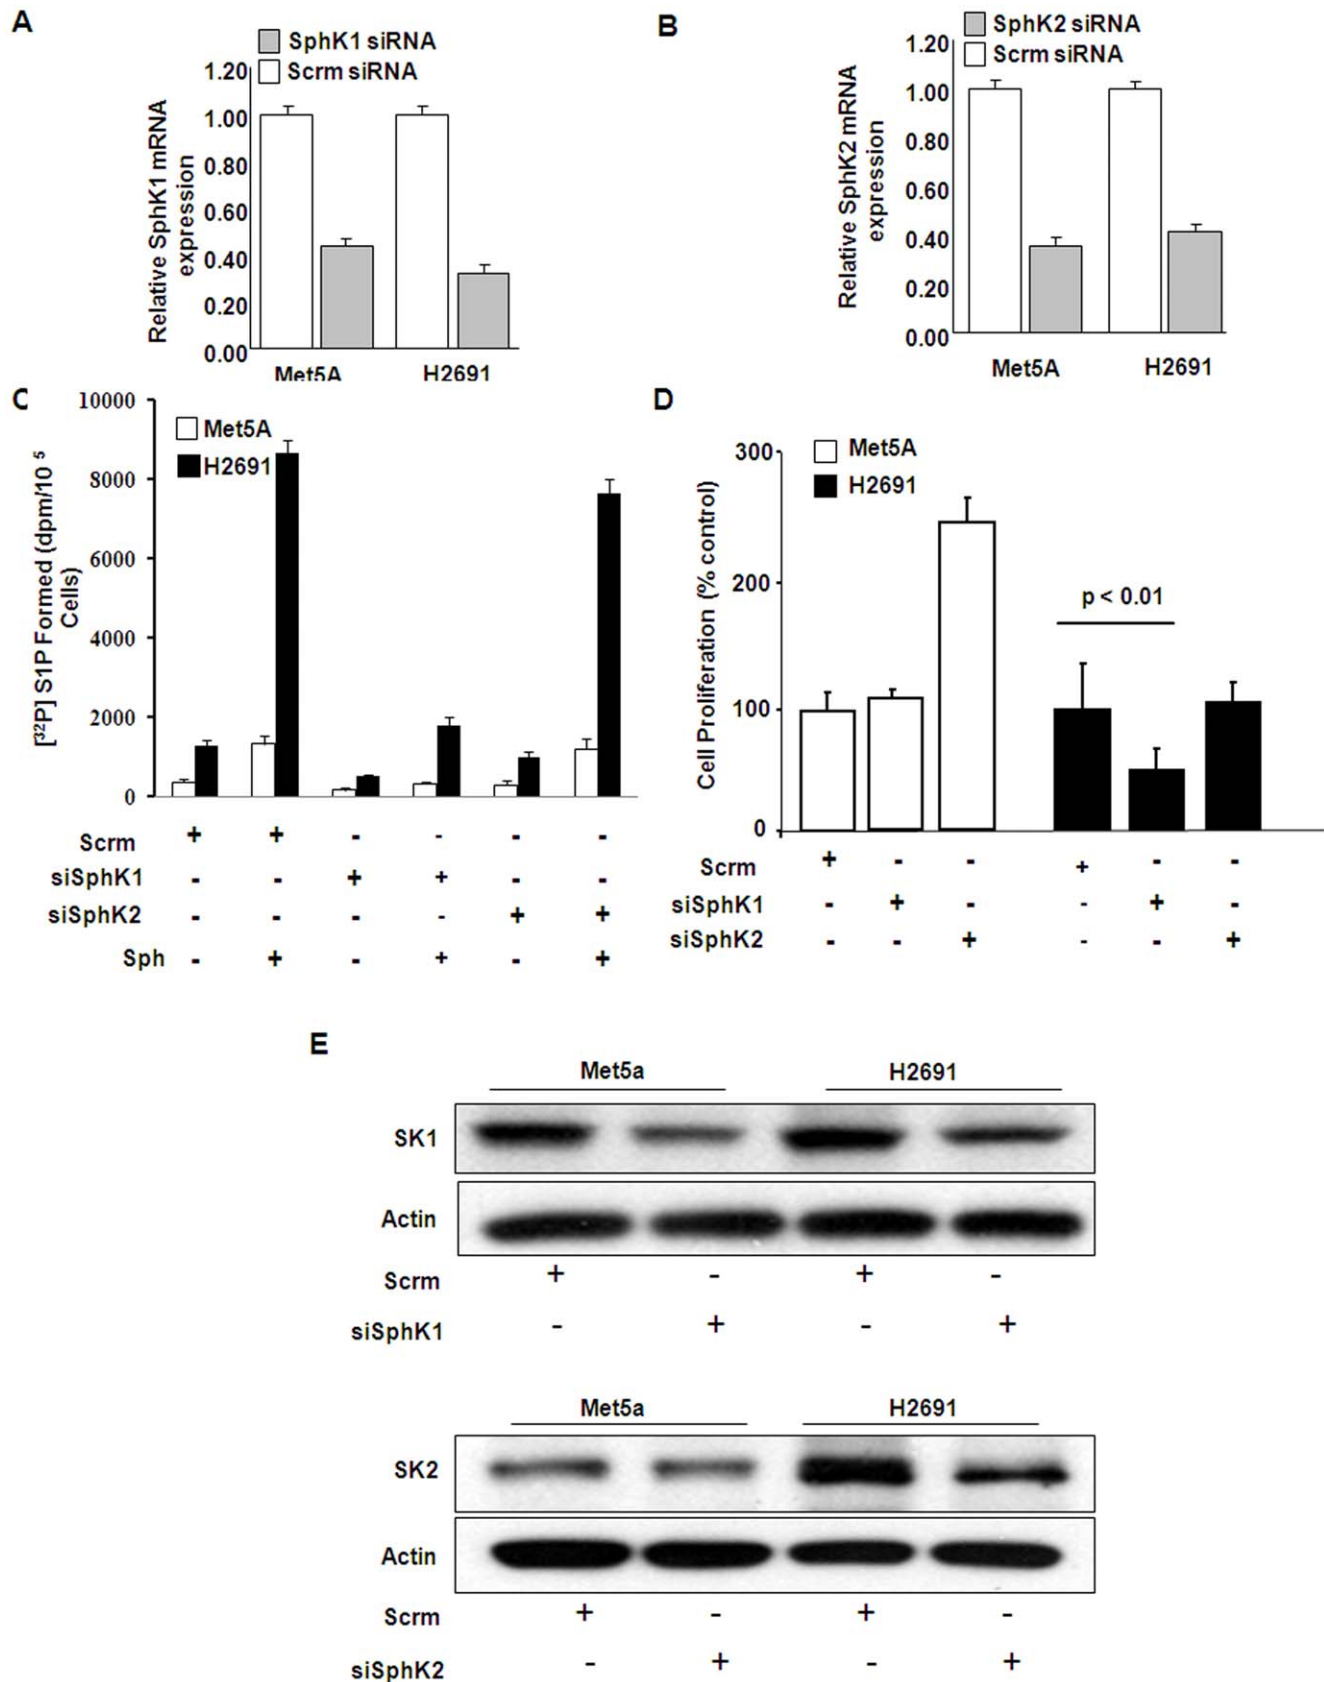 A
SphK1 siRNA
Scrm siRNA
Relative SphK1 mRNA
expression
1.20
1.00
0.80
0.60
0.40
0.20
0.00
Met5A H2691
B
SphK2 siRNA
Scrm siRNA
Relative SphK2 mRNA
expression
1.20
1.00
0.80
0.60
0.40
0.20
0.00
Met5A H2691
C
Met5A
H2691
[32P] S1P Formed (dpm/10 5
Cells)
10000
8000
6000
4000
2000
0
Scrm + + - - - -
siSphK1 - - + + - -
siSphK2 - - - - + +
Sph - + - + - +
D
Met5A
H2691
Cell Proliferation (% control)
300
200
100
0
p < 0.01
Scrm + - - + - -
siSphK1 - + - - + -
siSphK2 - - + - - +
E
Met5a H2691
SK1
Actin
Scrm + - + -
siSphK1 - + - +
Met5a H2691
SK2
Actin
Scrm + - + -
siSphK2 - + - +